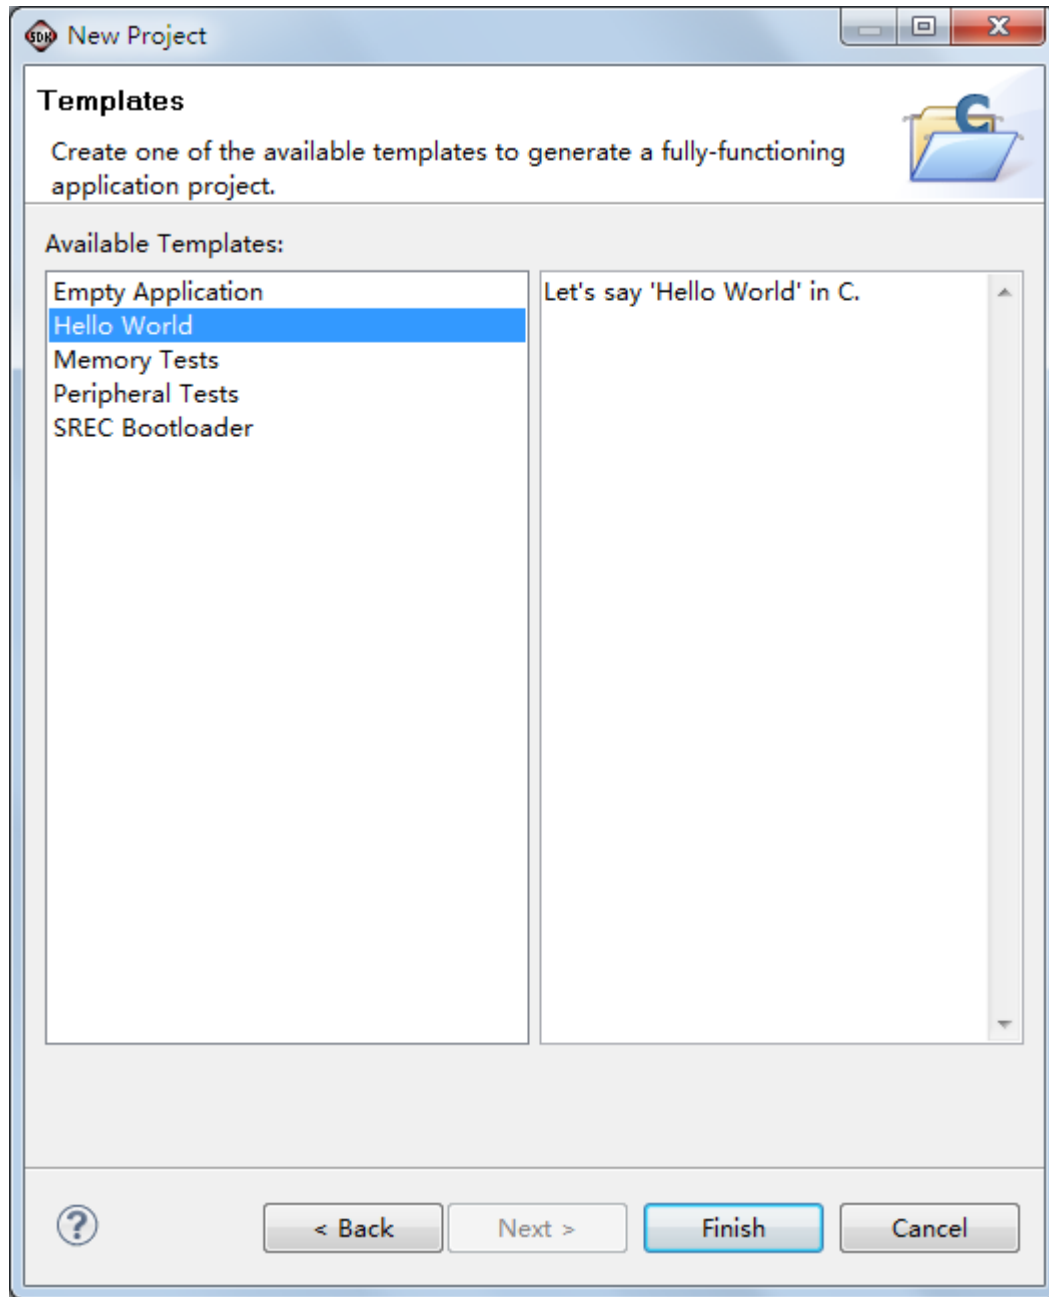 SDK New Project
Templates
Create one of the available templates to generate a fully-functioning
application project.
C
Available Templates:
Empty Application
Hello World
Memory Tests
Peripheral Tests
SREC Bootloader
Let's say 'Hello World' in C.
?
< Back
Next >
Finish
Cancel